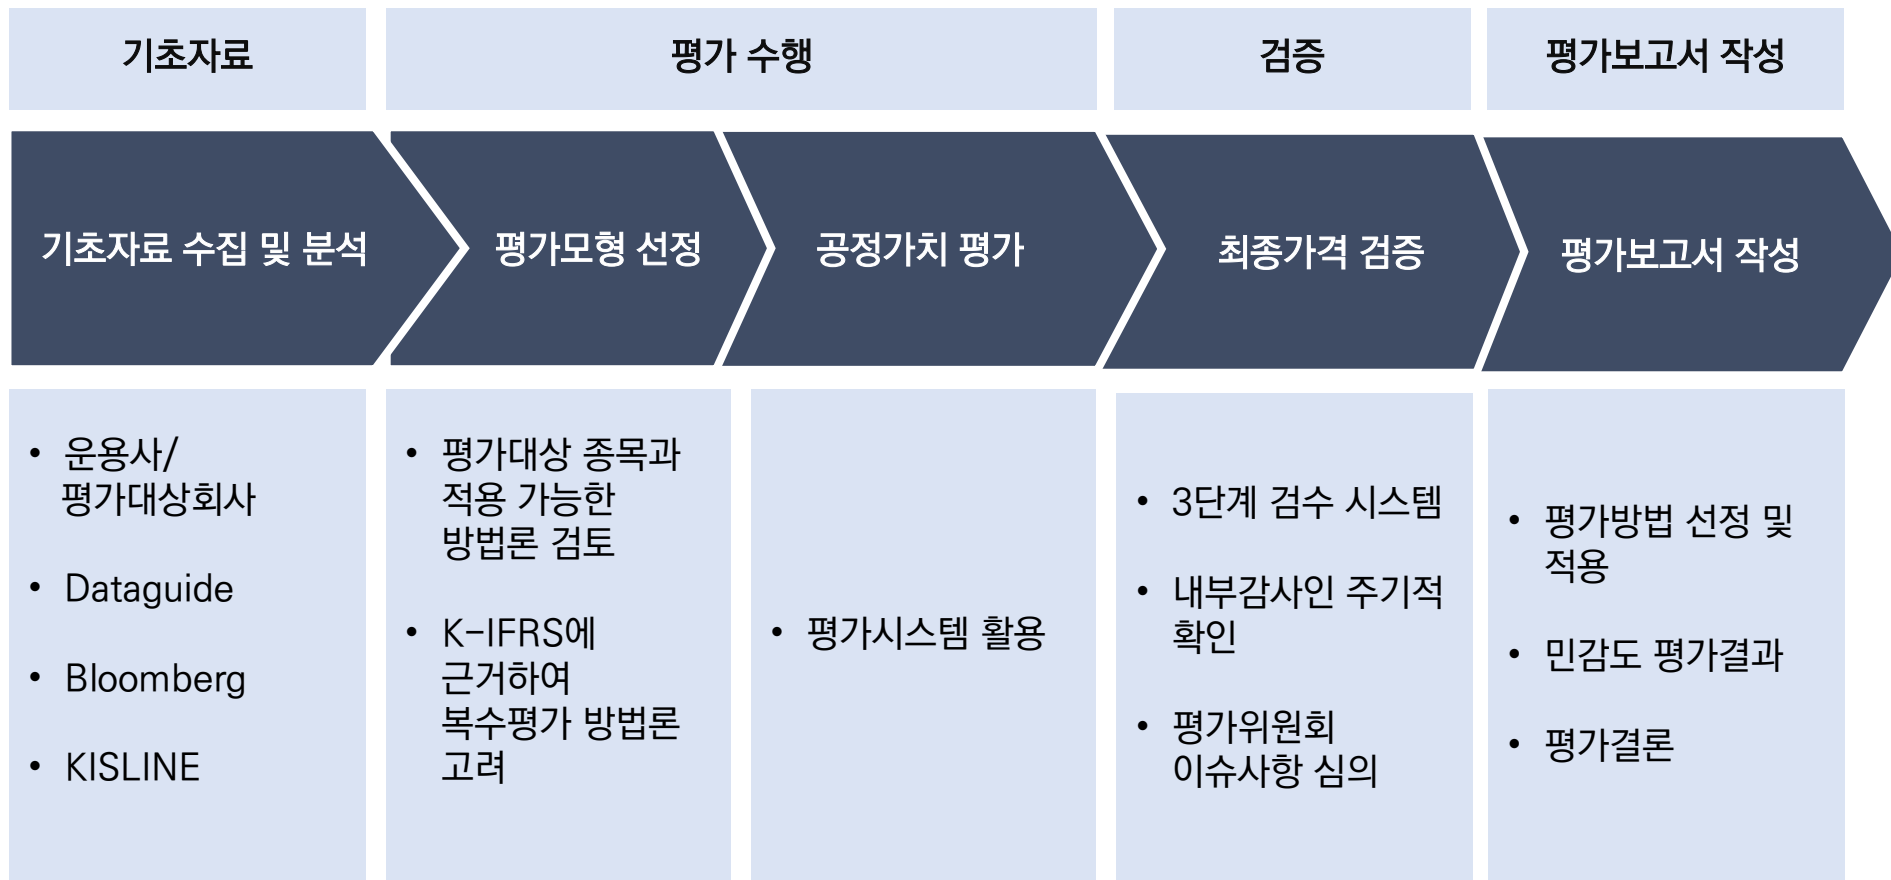 기초자료
평가 수행
검증
평가보고서 작성
기초자료 수집 및 분석
평가모형 선정
공정가치 평가
최종가격 검증
평가보고서 작성
• 운용사/
평가대상회사
• Dataguide
• Bloomberg
• KISLINE
• 평가대상 종목과
적용 가능한
방법론 검토
• K-IFRS에
근거하여
복수평가 방법론
고려
• 평가시스템 활용
• 3단계 검수 시스템
• 내부감사인 주기적
확인
• 평가위원회
이슈사항 심의
• 평가방법 선정 및
적용
• 민감도 평가결과
• 평가결론